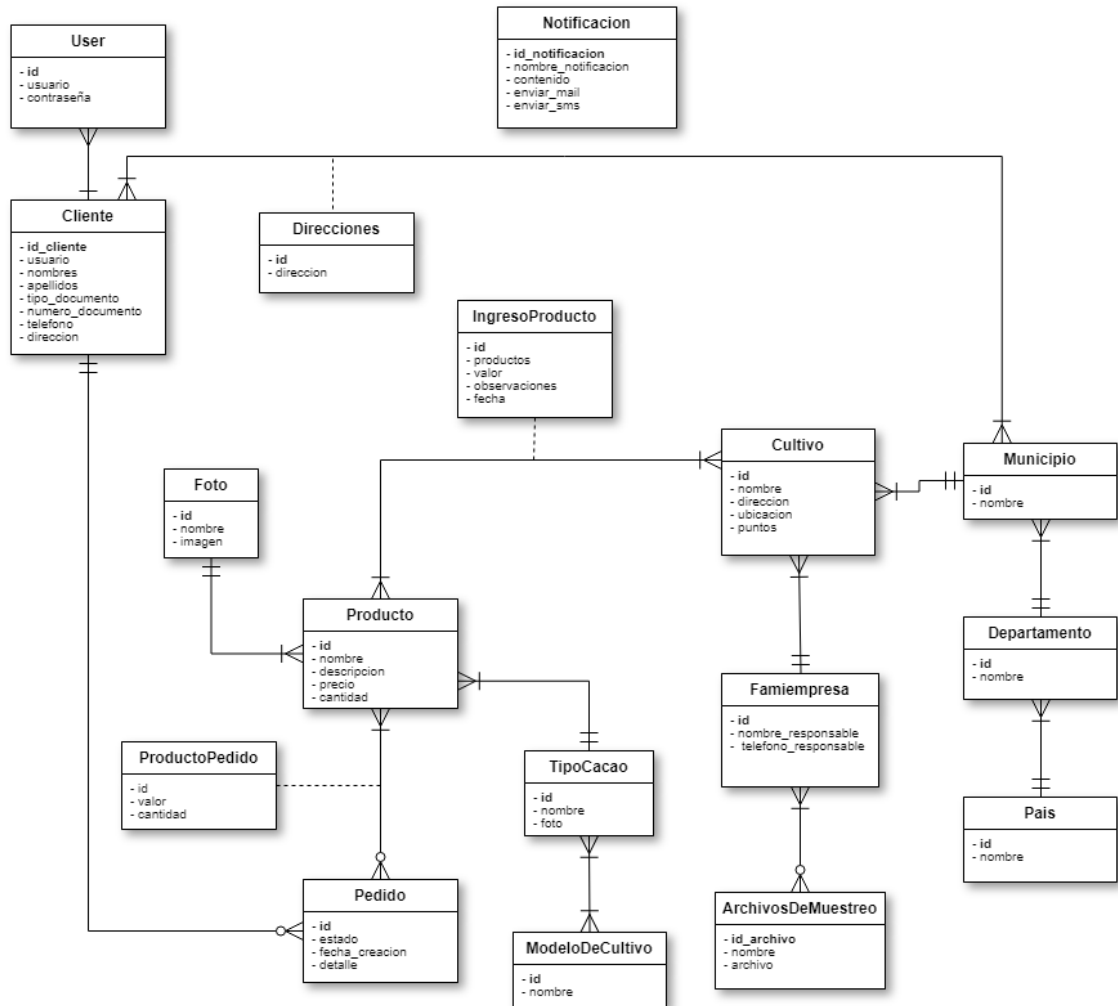 User
- id
- usuario
- contraseña
Notificacion
- id_notificacion
- nombre_notificacion
- contenido
- enviar_mail
- enviar_sms
Cliente
- id_cliente
- usuario
- nombres
- apellidos
- tipo_documento
- numero_documento
- telefono
- direccion
Direcciones
- id
- direccion
IngresoProducto
- id
- productos
- valor
- observaciones
- fecha
Cultivo
- id
- nombre
- direccion
- ubicacion
- puntos
Municipio
- id
- nombre
Foto
- id
- nombre
- imagen
Producto
- id
- nombre
- descripcion
- precio
- cantidad
Departamento
- id
- nombre
Famiempresa
- id
- nombre_responsable
- telefono_responsable
ProductoPedido
- id
- valor
- cantidad
TipoCacao
- id
- nombre
- foto
Pais
- id
- nombre
Pedido
- id
- estado
- fecha_creacion
- detalle
ArchivosDeMuestreo
- id_archivo
- nombre
- archivo
ModeloDeCultivo
- id
- nombre